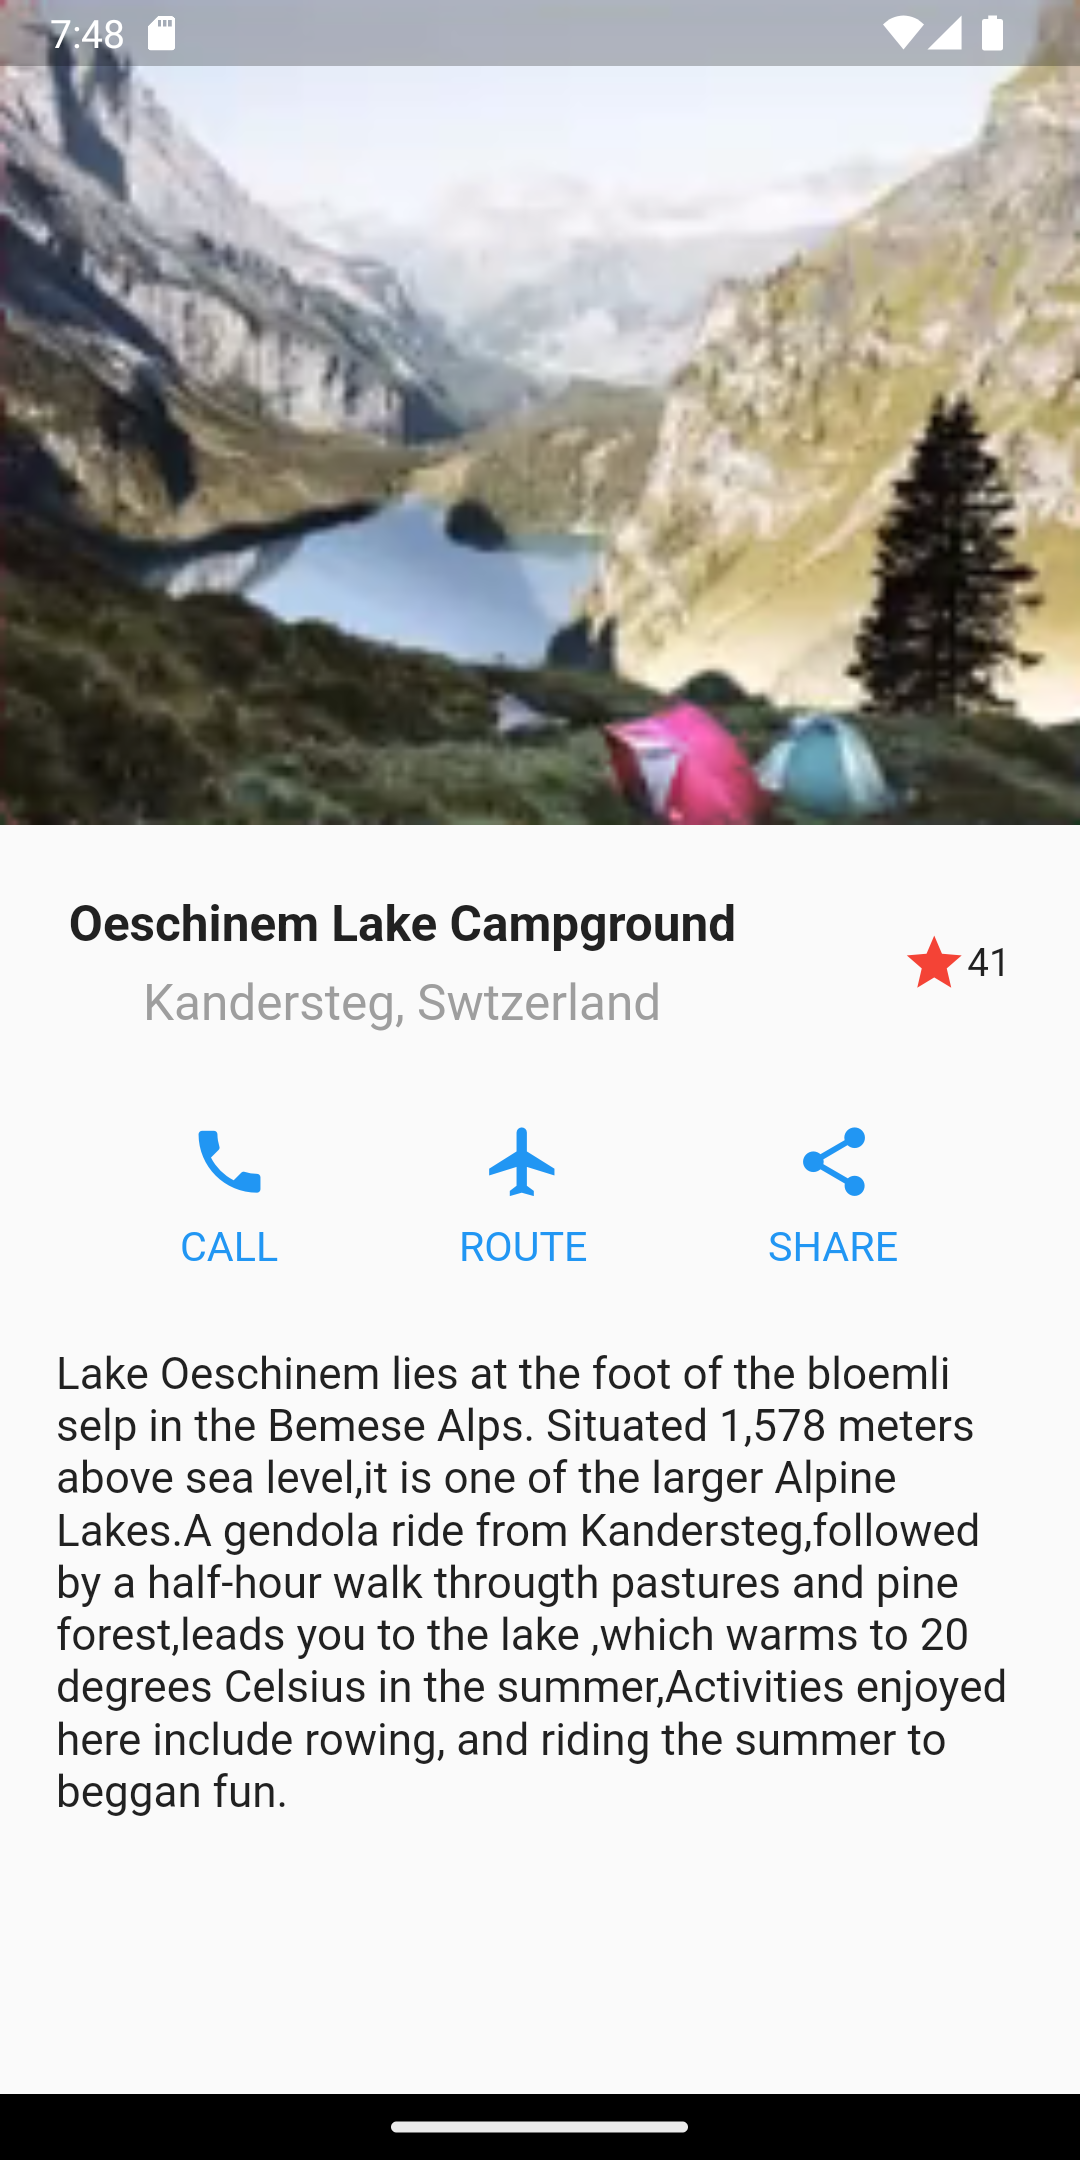 7:48
Oeschinem Lake Campground
Kandersteg, Swtzerland
41
CALL
ROUTE
SHARE
Lake Oeschinem lies at the foot of the bloemli
selp in the Bemese Alps. Situated 1,578 meters
above sea level,it is one of the larger Alpine
Lakes.A gendola ride from Kandersteg,followed
by a half-hour walk througth pastures and pine
forest,leads you to the lake ,which warms to 20
degrees Celsius in the summer,Activities enjoyed
here include rowing, and riding the summer to
beggan fun.